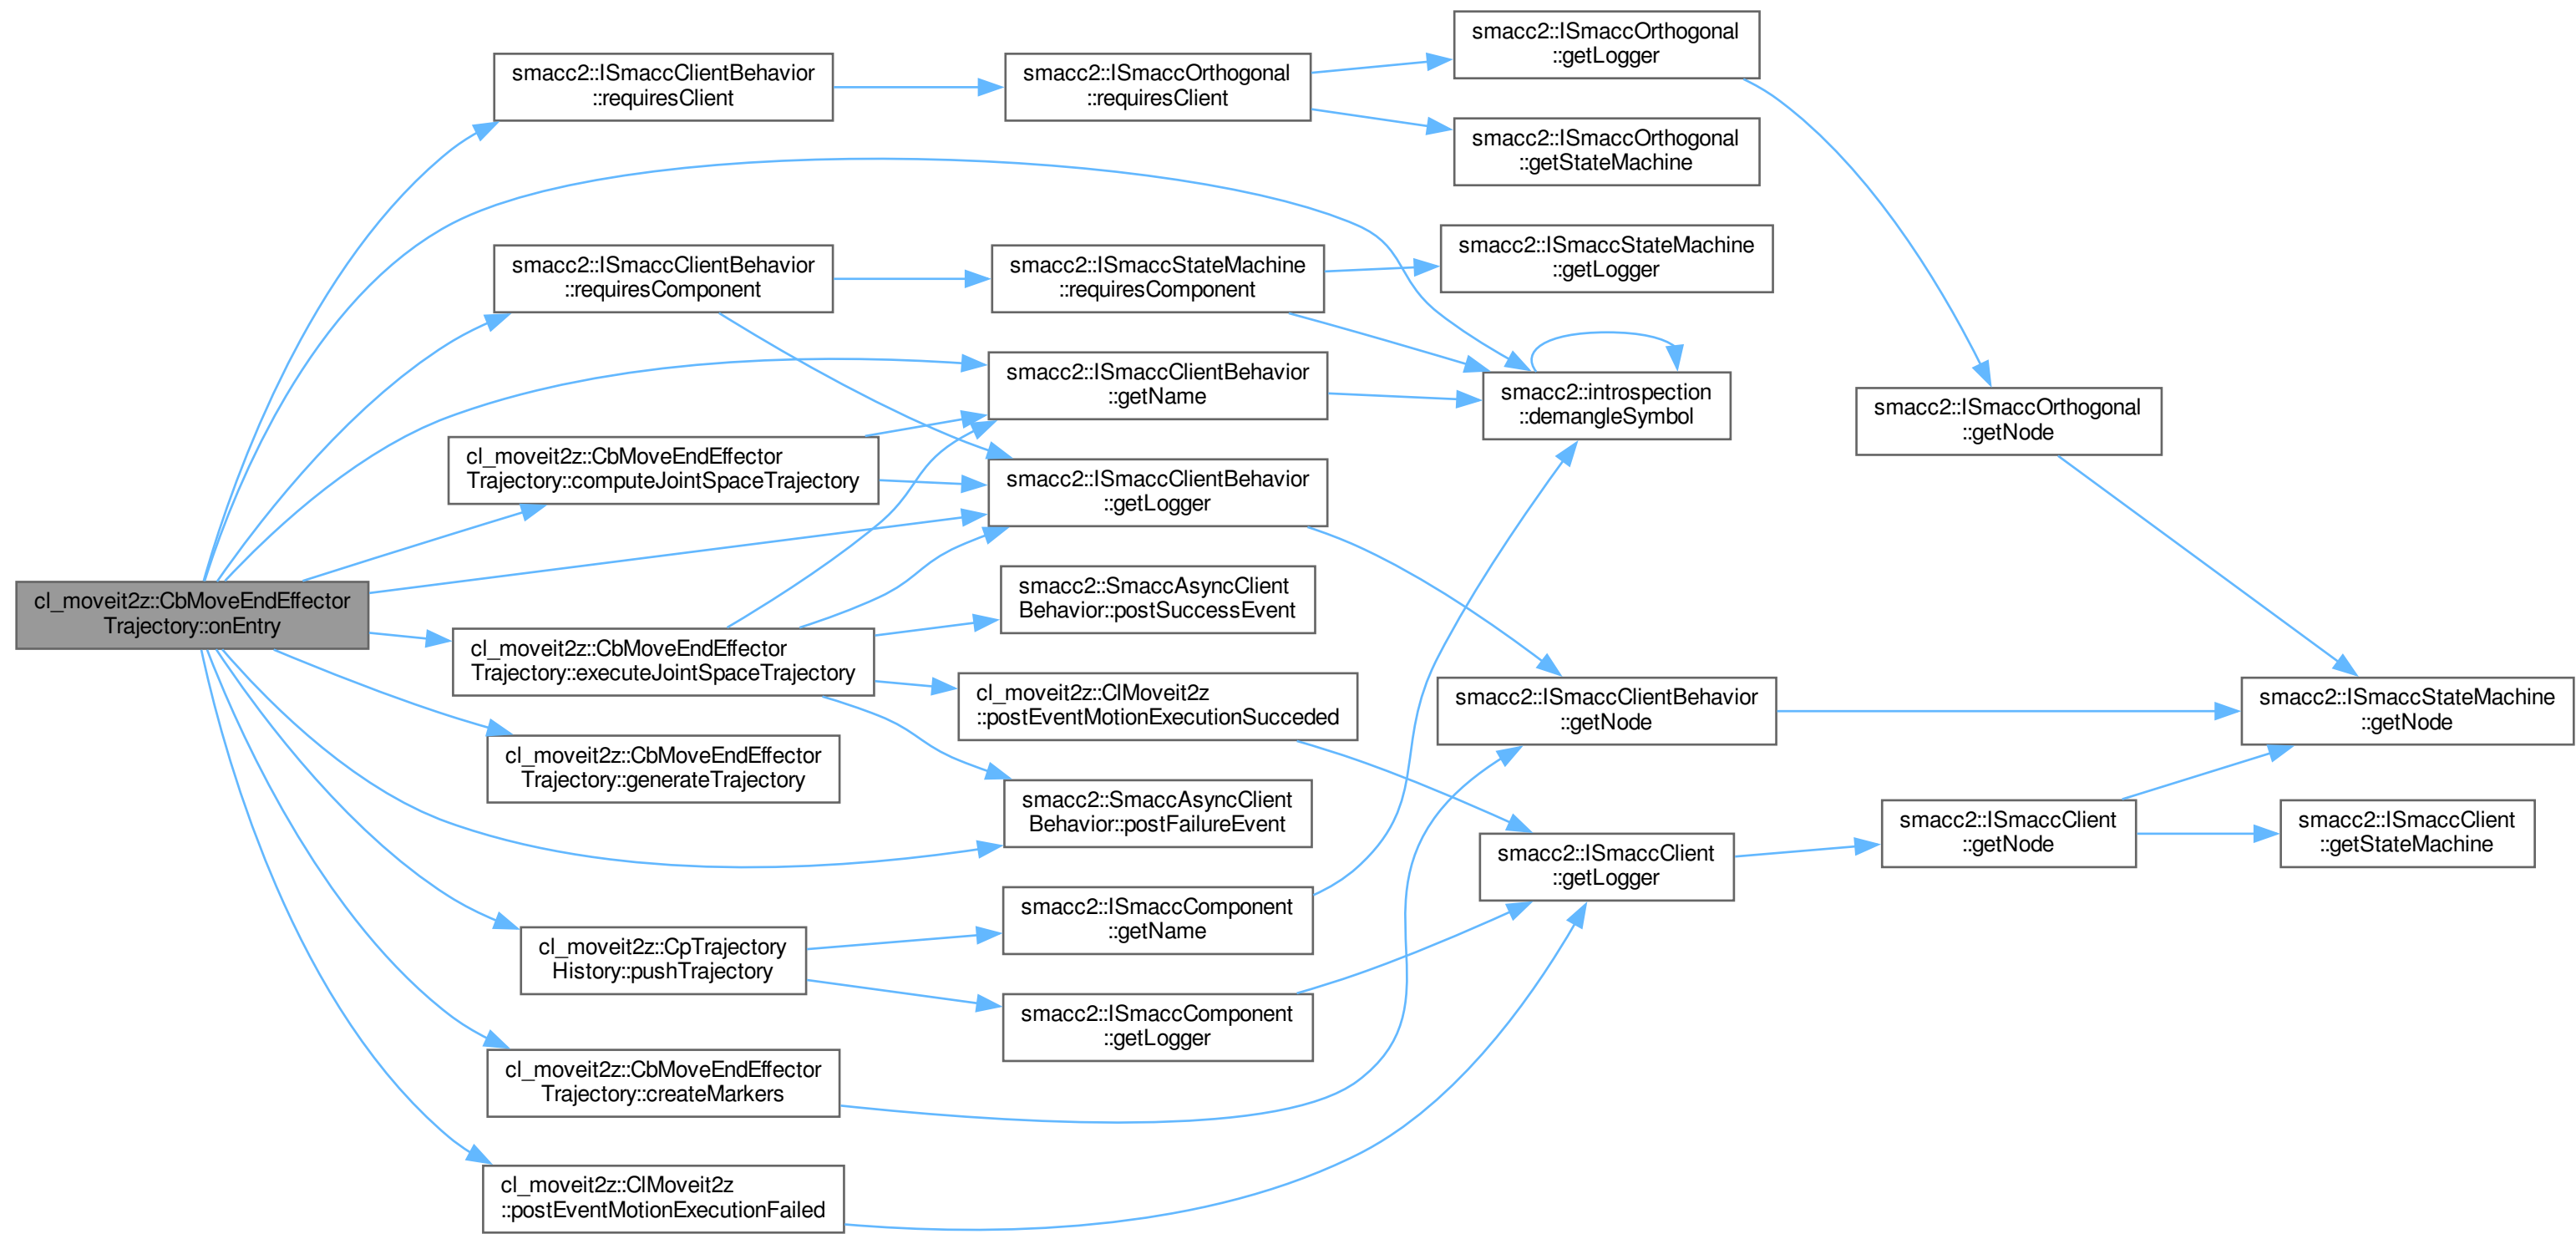 smacc2::ISmaccOrthogonal
::getLogger
smacc2::ISmaccClientBehavior
::requiresClient
smacc2::ISmaccOrthogonal
::requiresClient
smacc2::ISmaccOrthogonal
::getStateMachine
smacc2::ISmaccClientBehavior
::requiresComponent
smacc2::ISmaccStateMachine
::requiresComponent
smacc2::ISmaccStateMachine
::getLogger
smacc2::ISmaccClientBehavior
::getName
smacc2::introspection
::demangleSymbol
smacc2::ISmaccOrthogonal
::getNode
cl_moveit2z::CbMoveEndEffector
Trajectory::computeJointSpaceTrajectory
smacc2::ISmaccClientBehavior
::getLogger
cl_moveit2z::CbMoveEndEffector
Trajectory::onEntry
smacc2::SmaccAsyncClient
Behavior::postSuccessEvent
cl_moveit2z::CbMoveEndEffector
Trajectory::executeJointSpaceTrajectory
cl_moveit2z::ClMoveit2z
::postEventMotionExecutionSucceded
smacc2::ISmaccClientBehavior
::getNode
smacc2::ISmaccStateMachine
::getNode
cl_moveit2z::CbMoveEndEffector
Trajectory::generateTrajectory
smacc2::SmaccAsyncClient
Behavior::postFailureEvent
smacc2::ISmaccClient
::getLogger
smacc2::ISmaccClient
::getNode
smacc2::ISmaccClient
::getStateMachine
cl_moveit2z::CpTrajectory
History::pushTrajectory
smacc2::ISmaccComponent
::getName
smacc2::ISmaccComponent
::getLogger
cl_moveit2z::CbMoveEndEffector
Trajectory::createMarkers
cl_moveit2z::ClMoveit2z
::postEventMotionExecutionFailed